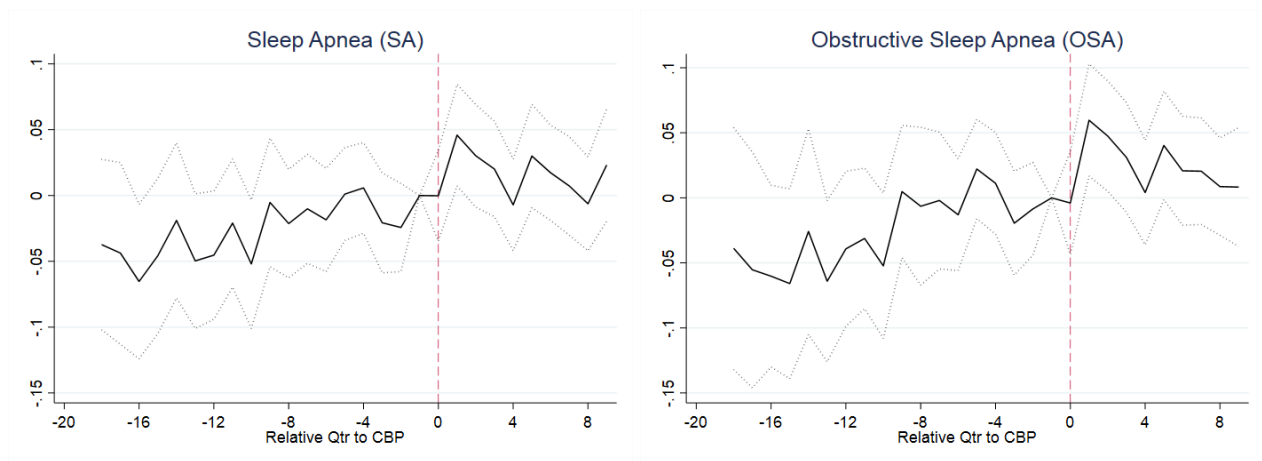 Sleep Apnea (SA)
.1
.05
0
-.05
-.1
-.15
-20 -16 -12 -8 -4 0 4 8
Relative Qtr to CBP
Obstructive Sleep Apnea (OSA)
.1
.05
0
-.05
-.1
-.15
-20 -16 -12 -8 -4 0 4 8
Relative Qtr to CBP